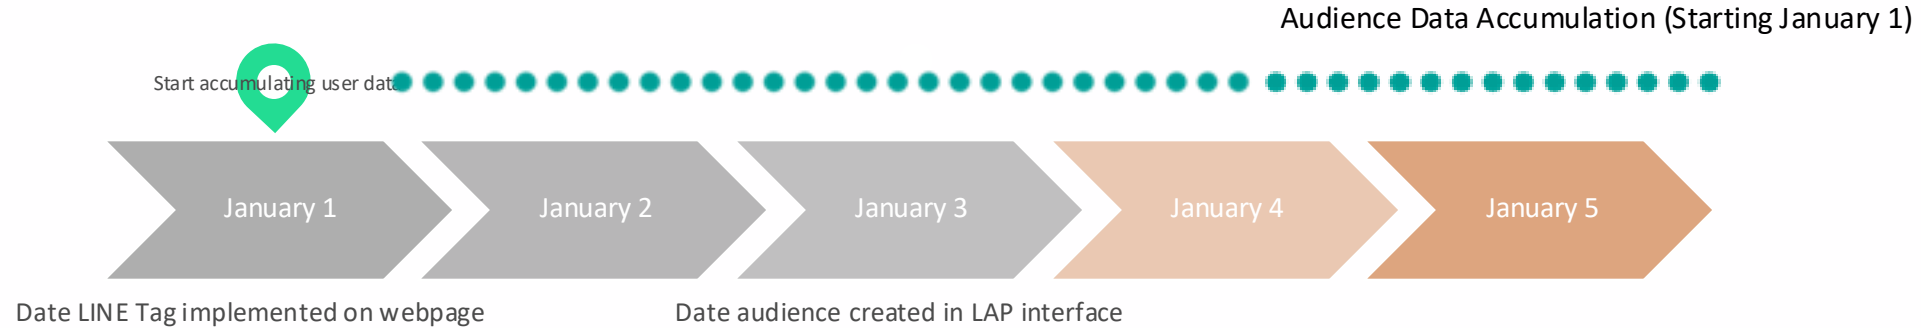 Audience Data Accumulation (Starting January 1)
Start accumulating user data
January 1
January 2
January 3
January 4
January 5
Date LINE Tag implemented on webpage
Date audience created in LAP interface